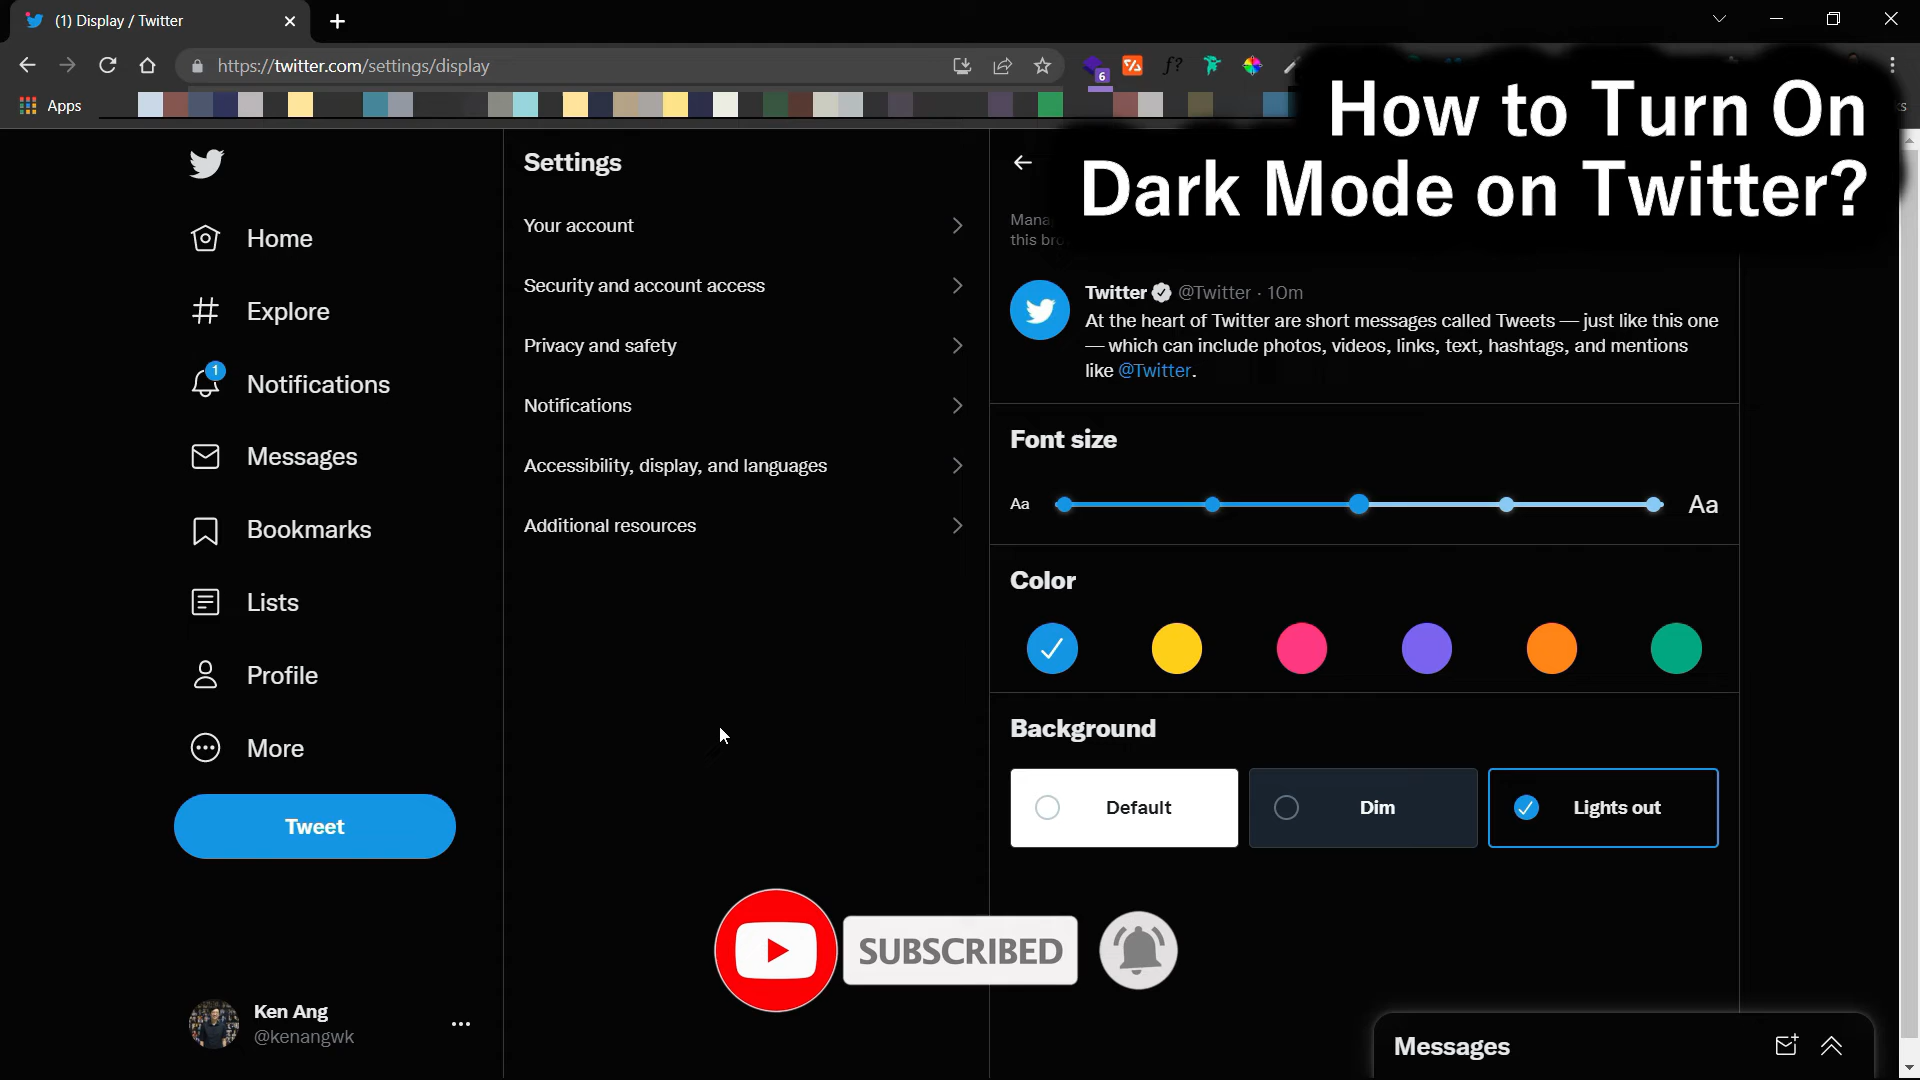 (1) Display / Twitter
https://twitter.com/settings/display
6
f?
Apps
How to Turn On
Dark Mode on Twitter?
Settings
Your account
Security and account access
Privacy and safety
Notifications
Accessibility, display, and languages
Additional resources
Home
Explore
1
Notifications
Messages
Bookmarks
Lists
Profile
More
Tweet
Ken Ang
@kenangwk
this
Twitter @Twitter · 10m
At the heart of Twitter are short messages called Tweets — just like this one
— which can include photos, videos, links, text, hashtags, and mentions
like @Twitter.
Font size
Aa
Aa
Color
Background
Default
Dim
Lights out
SUBSCRIBED
Messages